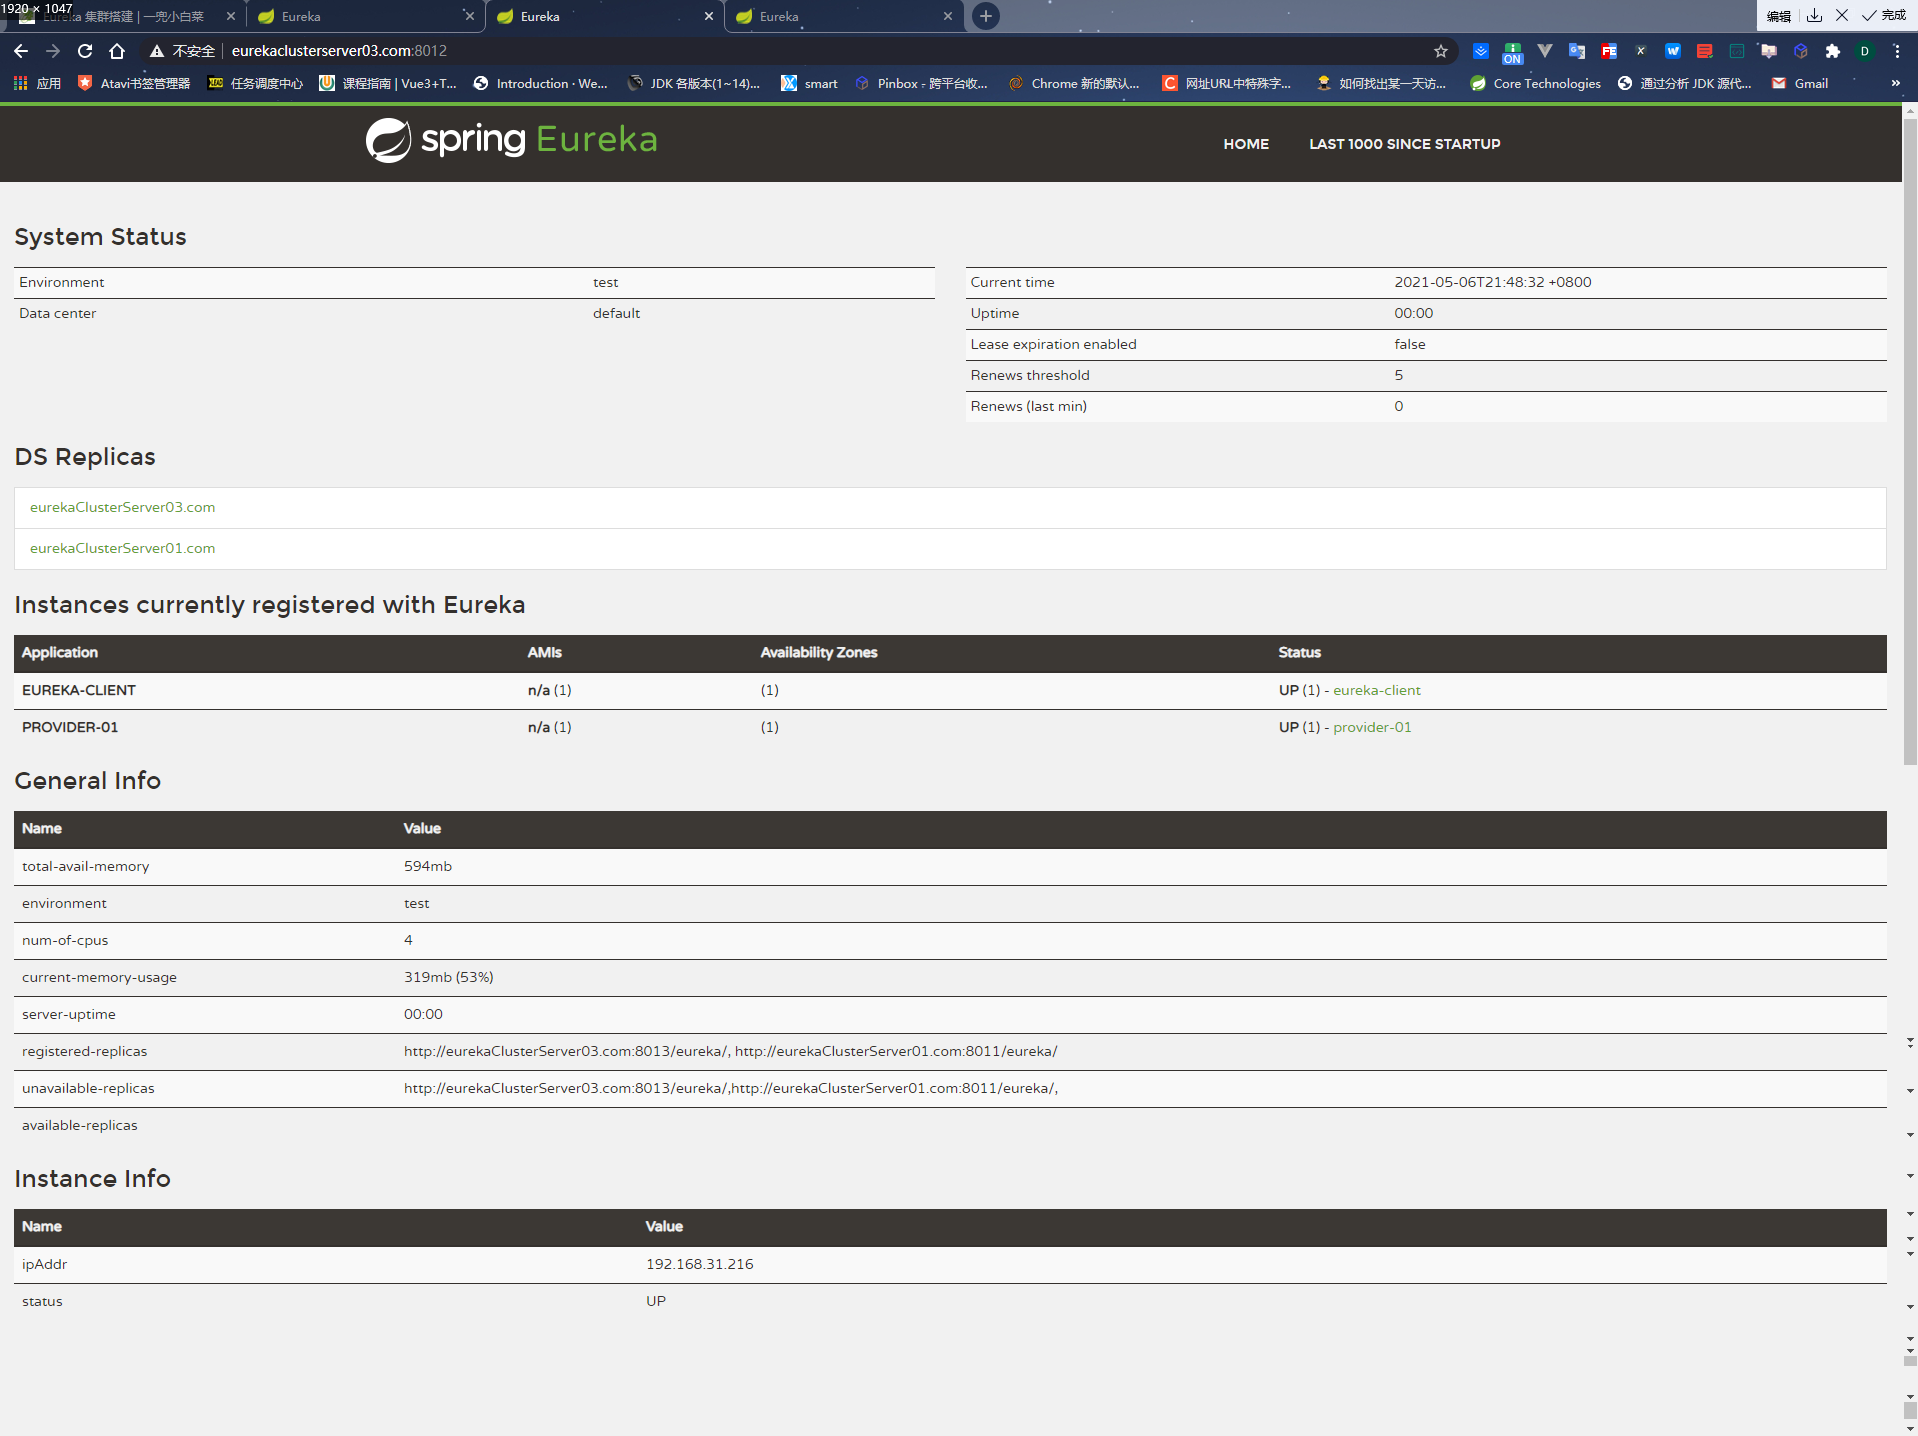 1920 × 1047
Eureka 集群搭建 | 一兜小白菜
Eureka
Eureka
Eureka
编辑
完成
不安全
eurekaclusterserver03.com:8012
ON
D
应用
Atavi书签管理器
任务调度中心
课程指南 | Vue3+T...
Introduction · We...
JDK 各版本(1~14)...
smart
Pinbox - 跨平台收...
Chrome 新的默认...
网址URL中特殊字...
如何找出某一天访...
Core Technologies
通过分析 JDK 源代...
Gmail
»
spring Eureka
HOME
LAST 1000 SINCE STARTUP
System Status
Environment test
Data center default
Current time 2021-05-06T21:48:32 +0800
Uptime 00:00
Lease expiration enabled false
Renews threshold 5
Renews (last min) 0
DS Replicas
eurekaClusterServer03.com
eurekaClusterServer01.com
Instances currently registered with Eureka
Application AMIs Availability Zones Status
EUREKA-CLIENT n/a (1) (1) UP (1) - eureka-client
PROVIDER-01 n/a (1) (1) UP (1) - provider-01
General Info
Name Value
total-avail-memory 594mb
environment test
num-of-cpus 4
current-memory-usage 319mb (53%)
server-uptime 00:00
registered-replicas http://eurekaClusterServer03.com:8013/eureka/, http://eurekaClusterServer01.com:8011/eureka/
unavailable-replicas http://eurekaClusterServer03.com:8013/eureka/,http://eurekaClusterServer01.com:8011/eureka/,
available-replicas
Instance Info
Name Value
ipAddr 192.168.31.216
status UP